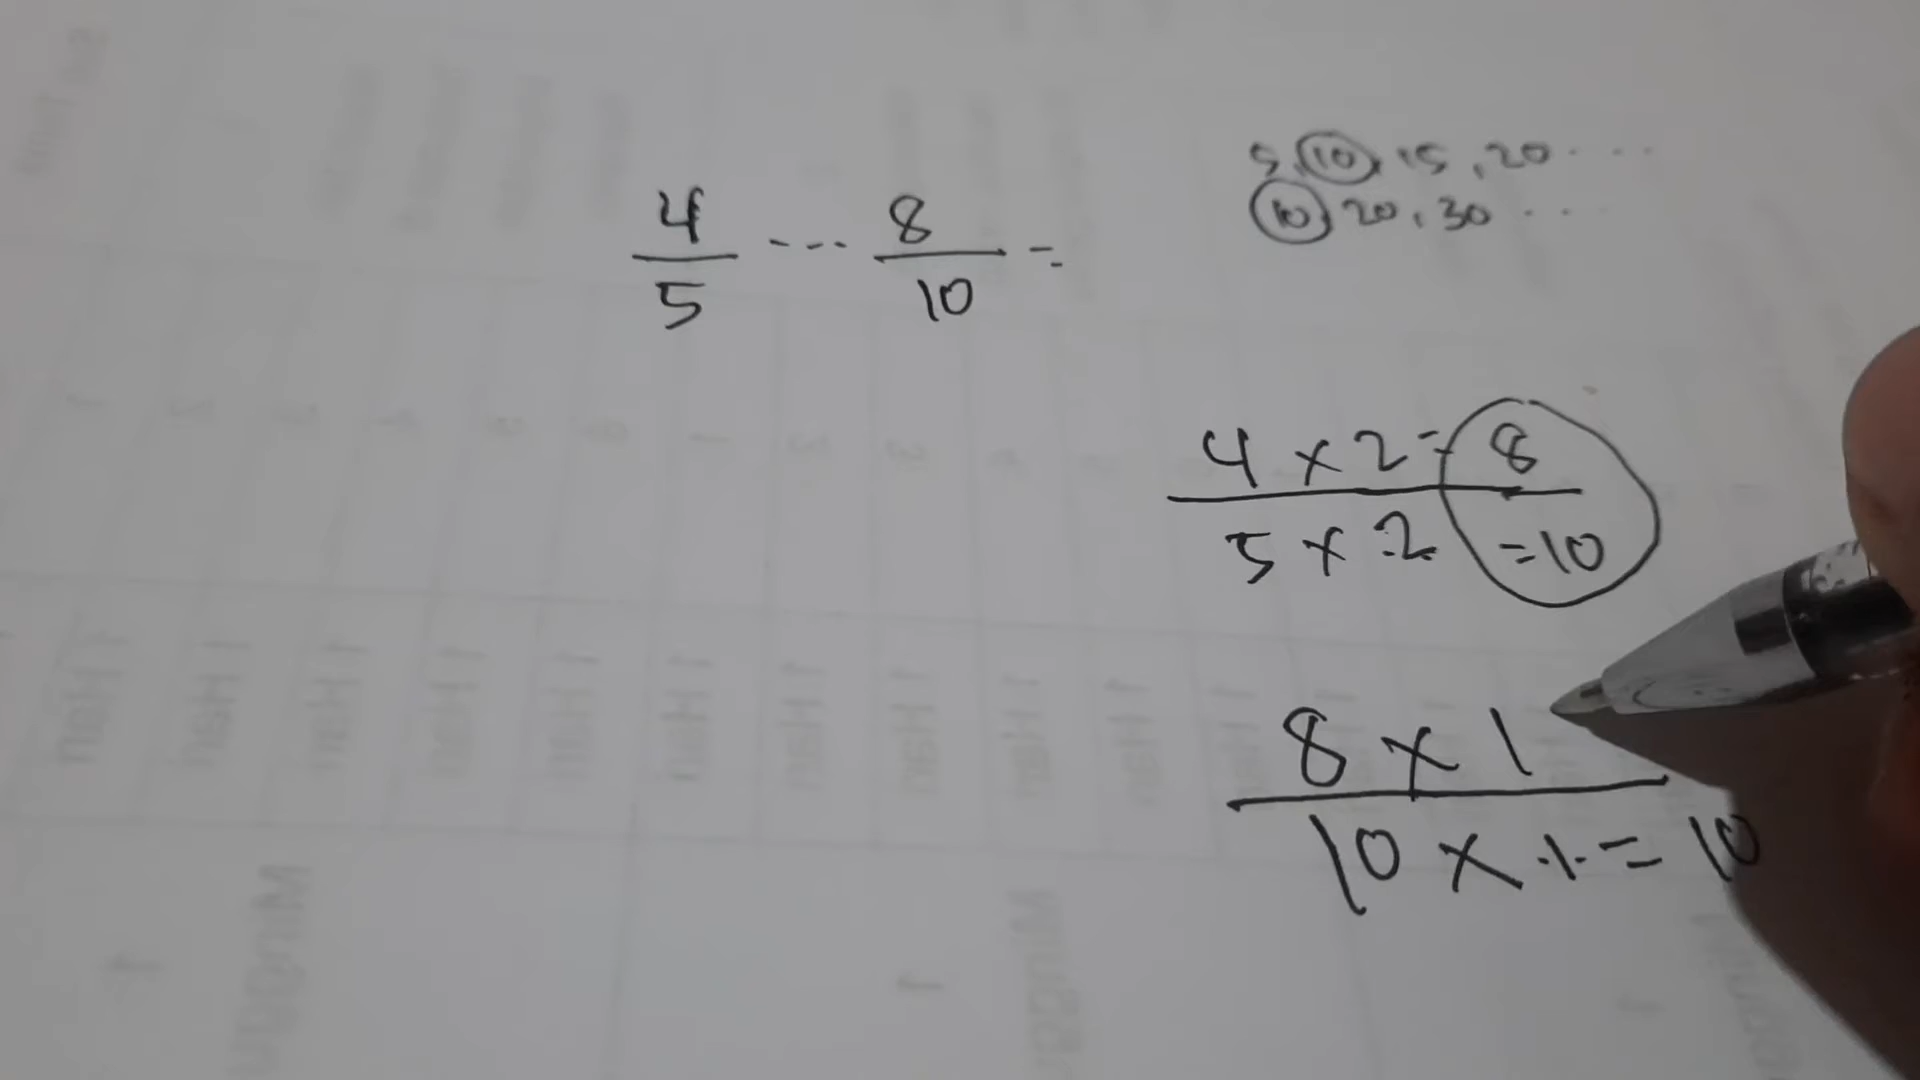 5, 10, 15, 20 ....
10, 20, 30 ....
4/5 ... 8/10 =
4 x 2 = 8
5 x 2 = 10
8 x 1
10 x 1 = 10